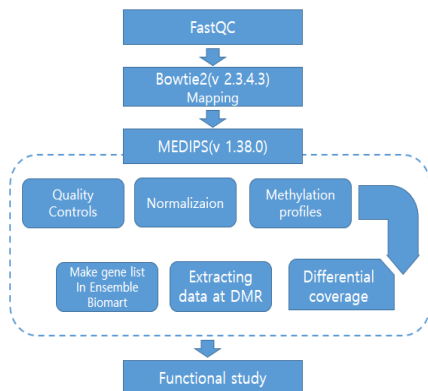 FastQC
Bowtie2(v 2.3.4.3)
Mapping
MEDIPS(v 1.38.0)
Quality
Controls
Normalizaion
Methylation
profiles
Make gene list
In Ensemble
Biomart
Extracting
data at DMR
Differential
coverage
Functional study